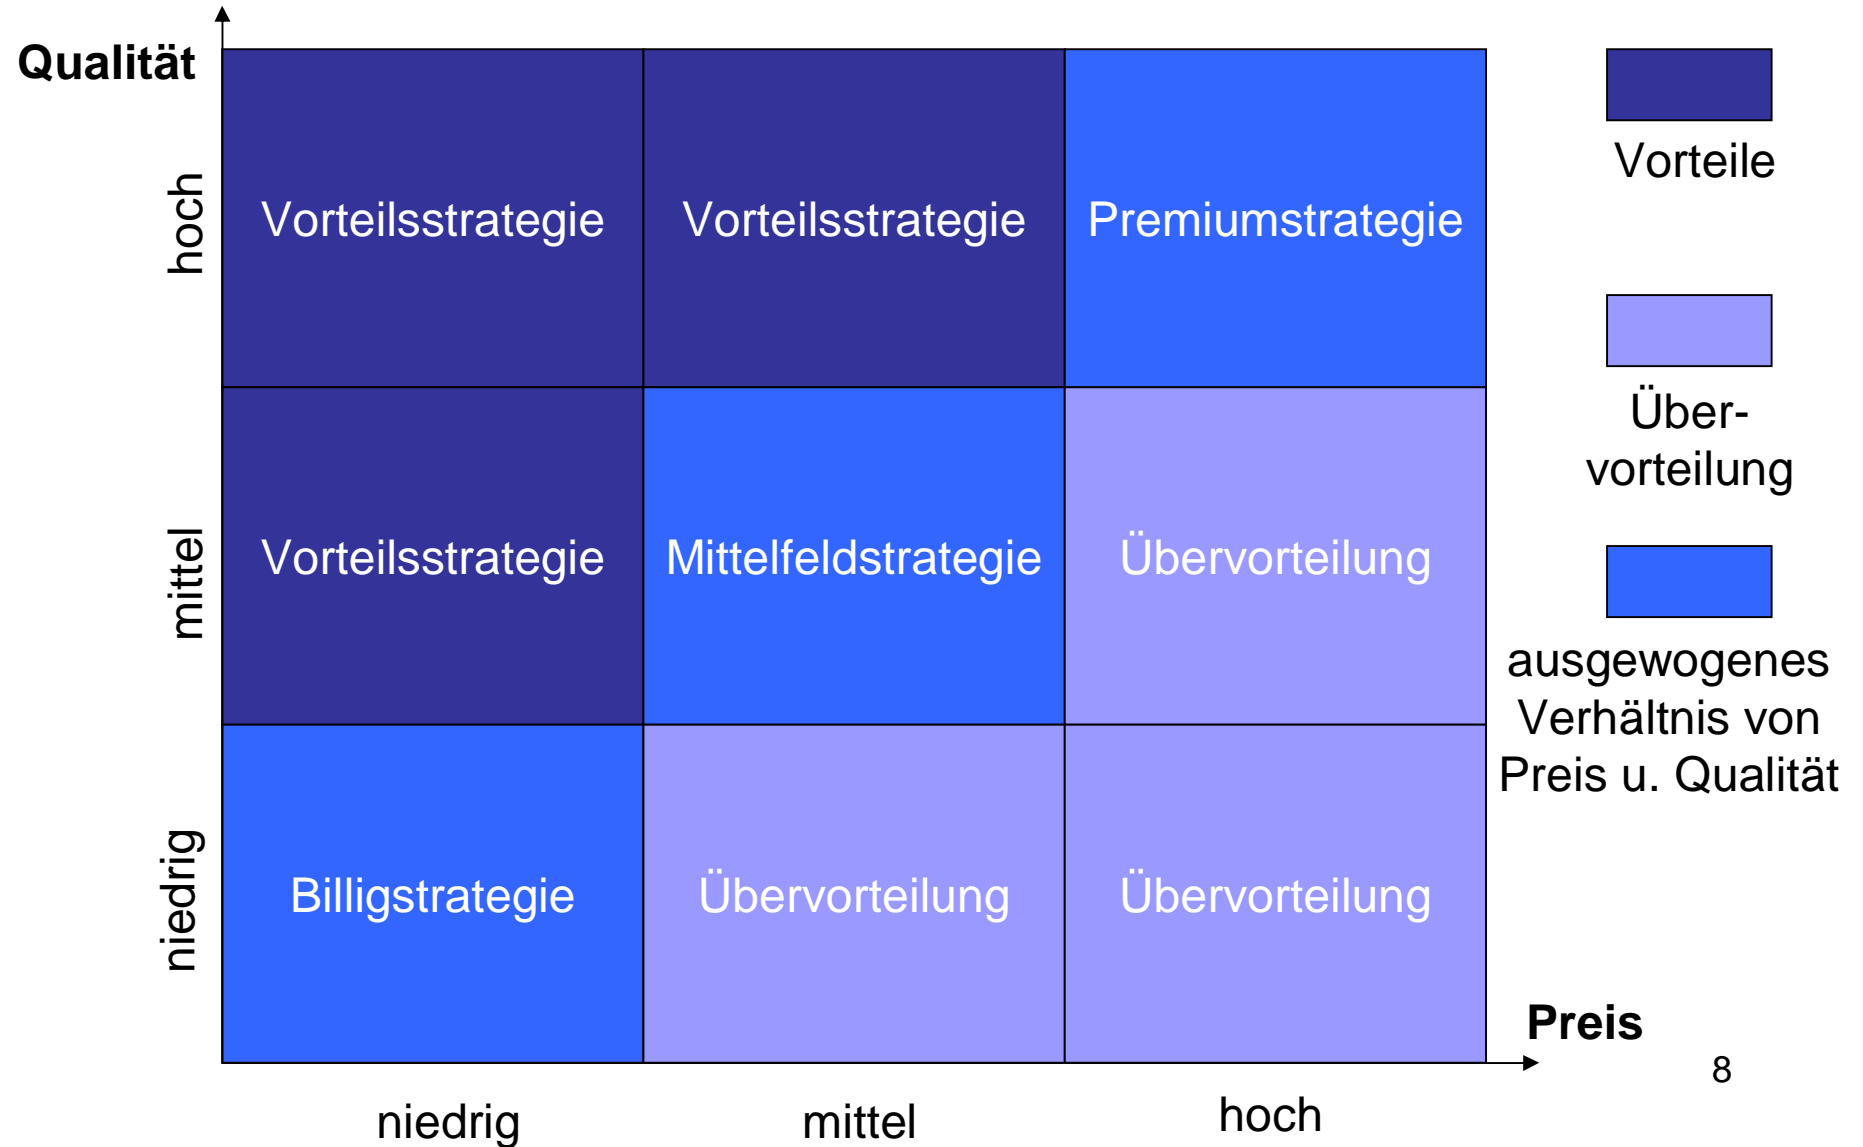 Qualität
hoch
Vorteilsstrategie
Vorteilsstrategie
Premiumstrategie
mittel
Vorteilsstrategie
Mittelfeldstrategie
Übervorteilung
niedrig
Billigstrategie
Übervorteilung
Übervorteilung
niedrig
mittel
hoch
Preis
Vorteile
Über-
vorteilung
ausgewogenes
Verhältnis von
Preis u. Qualität
8